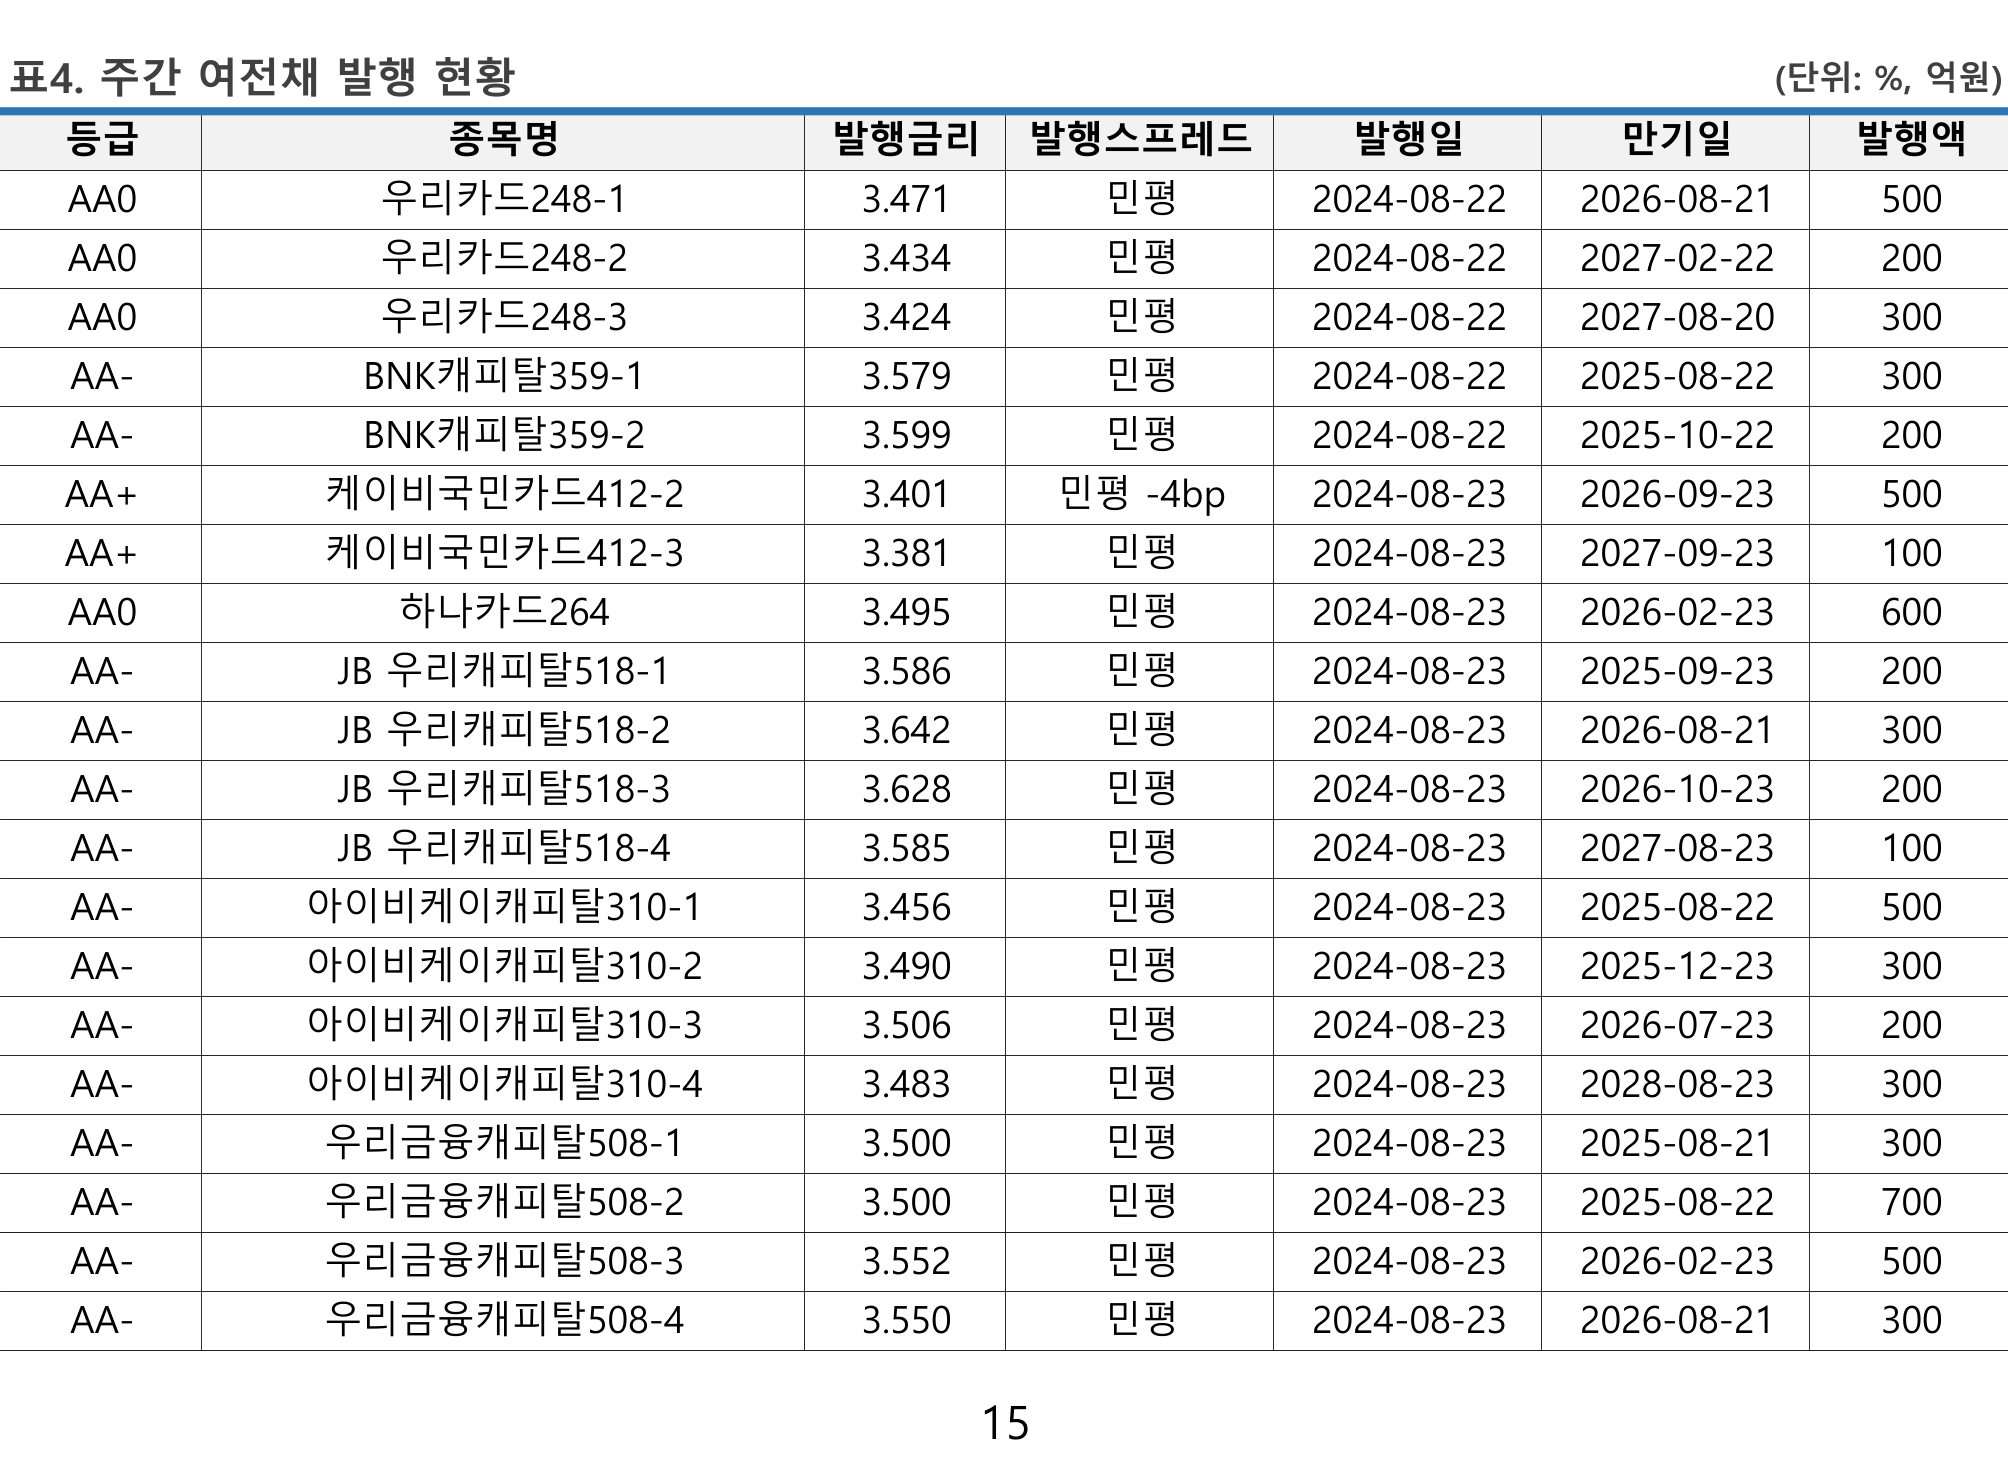 표4. 주간 여전채 발행 현황 (단위: %, 억원)
등급 종목명 발행금리 발행스프레드 발행일 만기일 발행액
AA0 우리카드248-1 3.471 민평 2024-08-22 2026-08-21 500
AA0 우리카드248-2 3.434 민평 2024-08-22 2027-02-22 200
AA0 우리카드248-3 3.424 민평 2024-08-22 2027-08-20 300
AA- BNK캐피탈359-1 3.579 민평 2024-08-22 2025-08-22 300
AA- BNK캐피탈359-2 3.599 민평 2024-08-22 2025-10-22 200
AA+ 케이비국민카드412-2 3.401 민평 -4bp 2024-08-23 2026-09-23 500
AA+ 케이비국민카드412-3 3.381 민평 2024-08-23 2027-09-23 100
AA0 하나카드264 3.495 민평 2024-08-23 2026-02-23 600
AA- JB 우리캐피탈518-1 3.586 민평 2024-08-23 2025-09-23 200
AA- JB 우리캐피탈518-2 3.642 민평 2024-08-23 2026-08-21 300
AA- JB 우리캐피탈518-3 3.628 민평 2024-08-23 2026-10-23 200
AA- JB 우리캐피탈518-4 3.585 민평 2024-08-23 2027-08-23 100
AA- 아이비케이캐피탈310-1 3.456 민평 2024-08-23 2025-08-22 500
AA- 아이비케이캐피탈310-2 3.490 민평 2024-08-23 2025-12-23 300
AA- 아이비케이캐피탈310-3 3.506 민평 2024-08-23 2026-07-23 200
AA- 아이비케이캐피탈310-4 3.483 민평 2024-08-23 2028-08-23 300
AA- 우리금융캐피탈508-1 3.500 민평 2024-08-23 2025-08-21 300
AA- 우리금융캐피탈508-2 3.500 민평 2024-08-23 2025-08-22 700
AA- 우리금융캐피탈508-3 3.552 민평 2024-08-23 2026-02-23 500
AA- 우리금융캐피탈508-4 3.550 민평 2024-08-23 2026-08-21 300
15